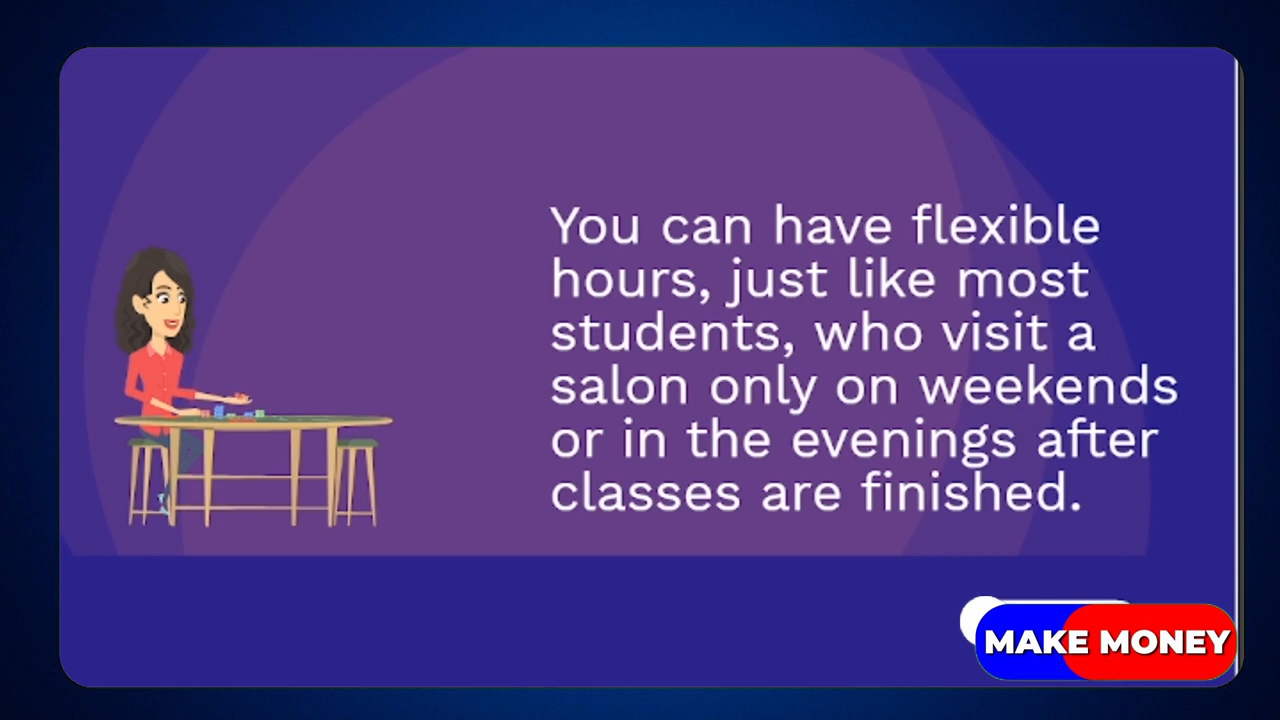 You can have flexible
hours, just like most
students, who visit a
salon only on weekends
or in the evenings after
classes are finished.
MAKE MONEY